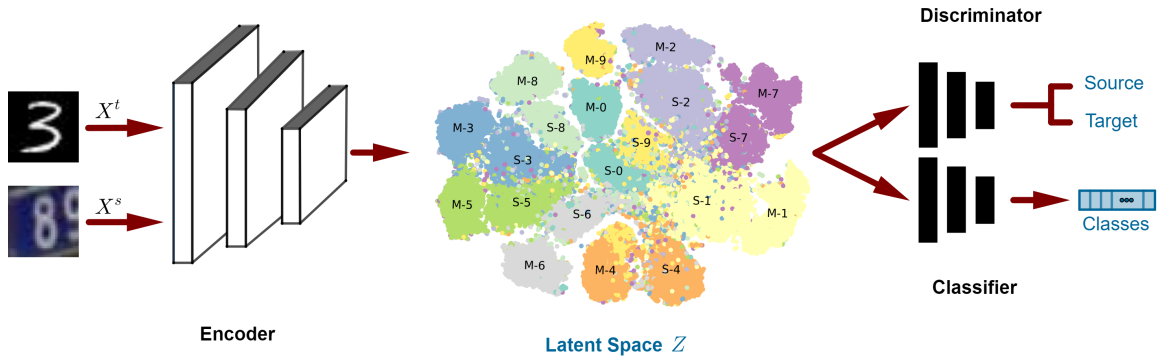 X^t
X^s
Encoder
M-2
M-9
M-8
M-7
M-0
S-2
M-3
S-8
S-7
S-9
S-3
S-0
M-5
S-5
S-1
S-6
M-1
M-6
M-4
S-4
Latent Space Z
Discriminator
Source
Target
Classes
Classifier
3
89